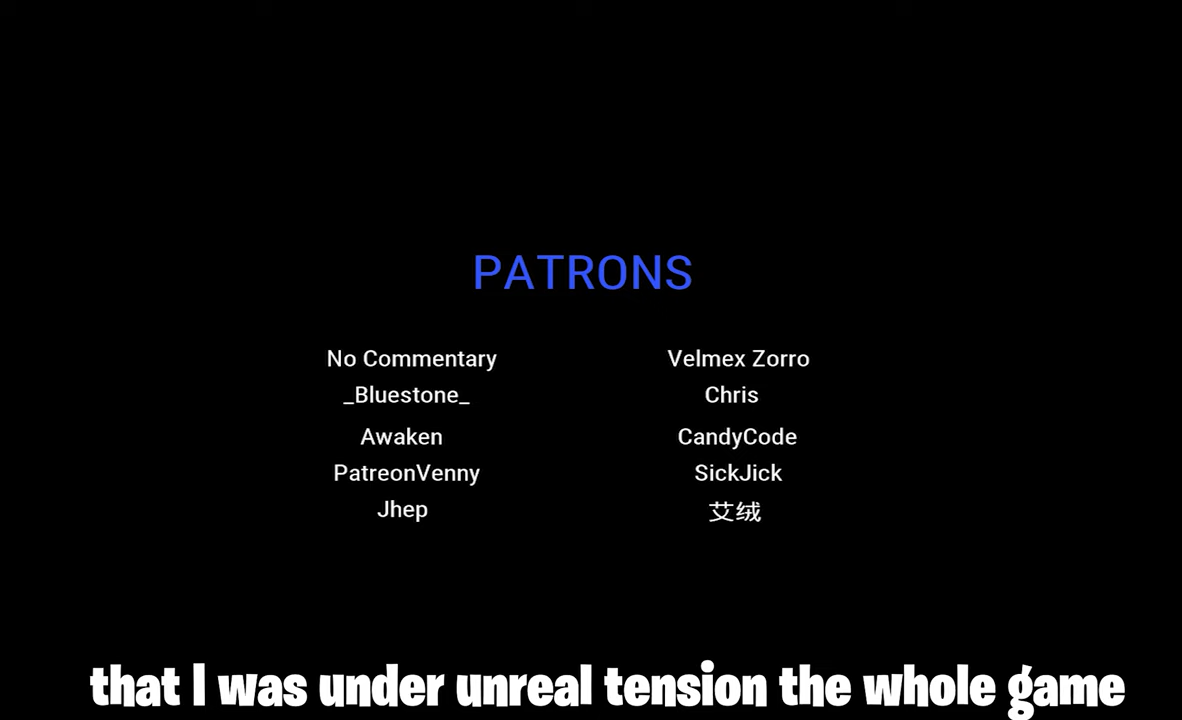 PATRONS
No Commentary
Velmex Zorro
_Bluestone_
Chris
Awaken
CandyCode
PatreonVenny
SickJick
Jhep
艾绒
that I was under unreal tension the whole game